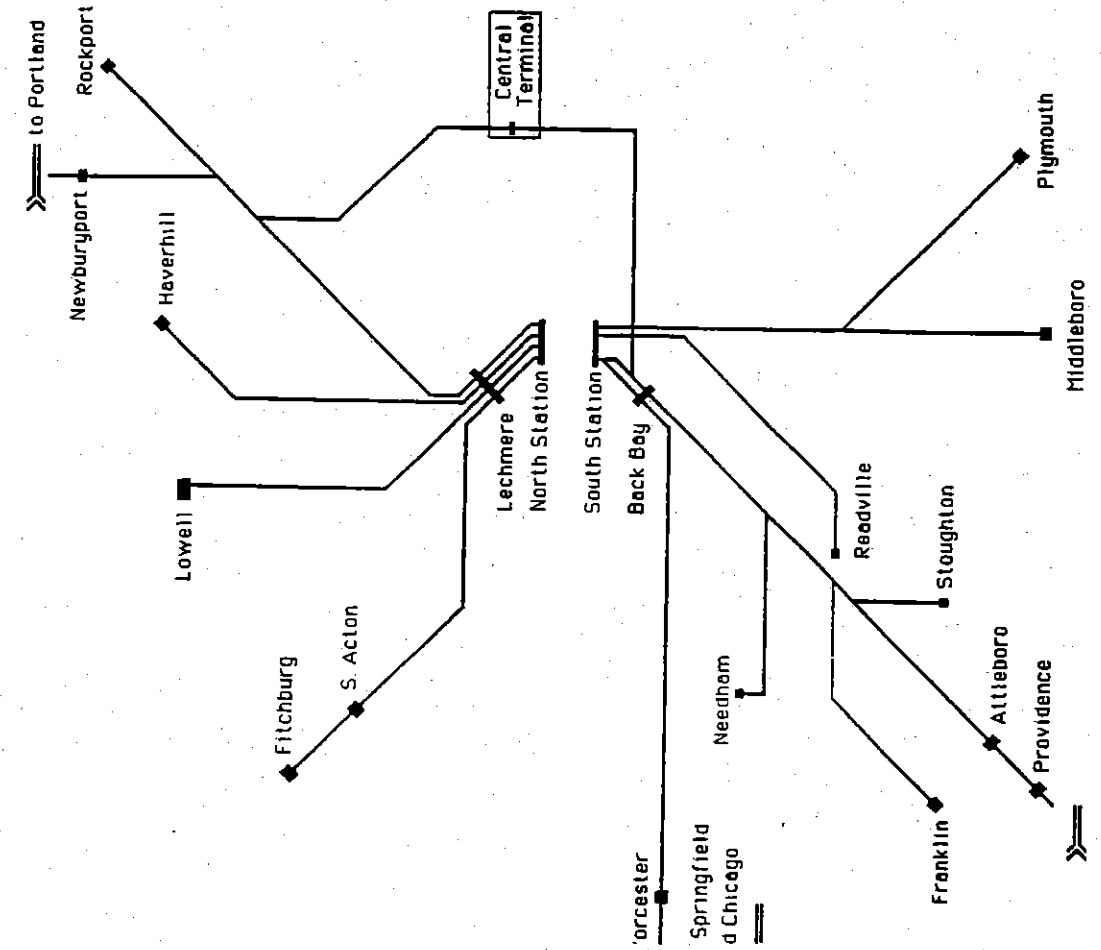 to Portland
Rockport
Newburyport
Haverhill
Central
Terminal
Lowell
Lechmere
North Station
South Station
Back Bay
Plymouth
Middleboro
Fitchburg
S. Acton
Readville
Stoughton
Needham
Attleboro
Providence
Franklin
orcester
Springfield
d Chicago